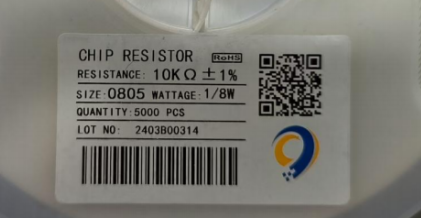 CHIP RESISTOR RoHS
RESISTANCE: 10KΩ ±1%
SIZE:0805 WATTAGE:1/8W
QUANTITY:5000 PCS
LOT NO: 2403B00314